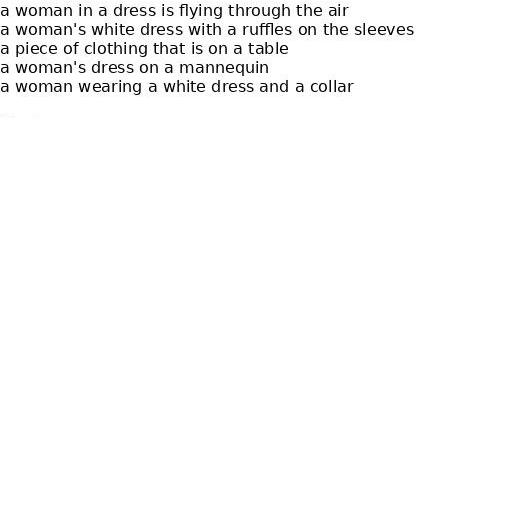 a woman in a dress is flying through the air
a woman's white dress with a ruffles on the sleeves
a piece of clothing that is on a table
a woman's dress on a mannequin
a woman wearing a white dress and a collar